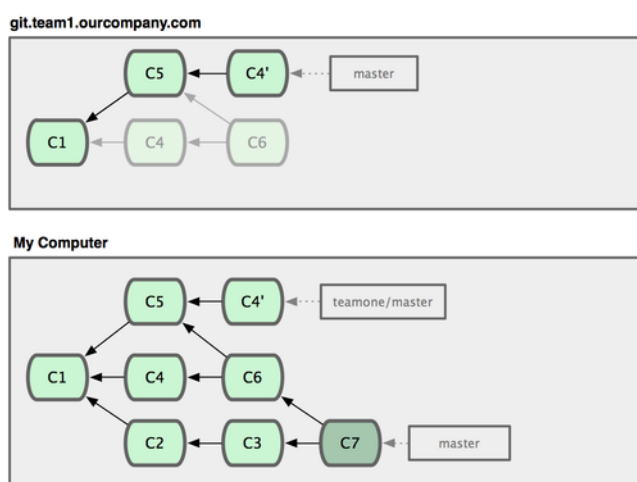 git.team1.ourcompany.com
C5 C4' master
C1 C4 C6
My Computer
C5 C4' teamone/master
C1 C4 C6
C2 C3 C7 master